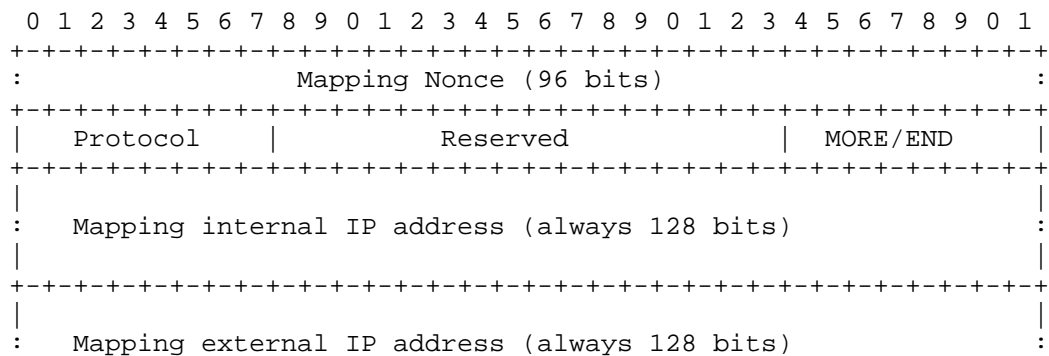 0 1 2 3 4 5 6 7 8 9 0 1 2 3 4 5 6 7 8 9 0 1 2 3 4 5 6 7 8 9 0 1
+-+-+-+-+-+-+-+-+-+-+-+-+-+-+-+-+-+-+-+-+-+-+-+-+-+-+-+-+-+-+-+-+
:                 Mapping Nonce (96 bits)                       :
+-+-+-+-+-+-+-+-+-+-+-+-+-+-+-+-+-+-+-+-+-+-+-+-+-+-+-+-+-+-+-+-+
|   Protocol    |          Reserved             |  MORE/END     |
+-+-+-+-+-+-+-+-+-+-+-+-+-+-+-+-+-+-+-+-+-+-+-+-+-+-+-+-+-+-+-+-+
|                                                               |
:   Mapping internal IP address (always 128 bits)               :
|                                                               |
+-+-+-+-+-+-+-+-+-+-+-+-+-+-+-+-+-+-+-+-+-+-+-+-+-+-+-+-+-+-+-+-+
|                                                               |
:   Mapping external IP address (always 128 bits)               :